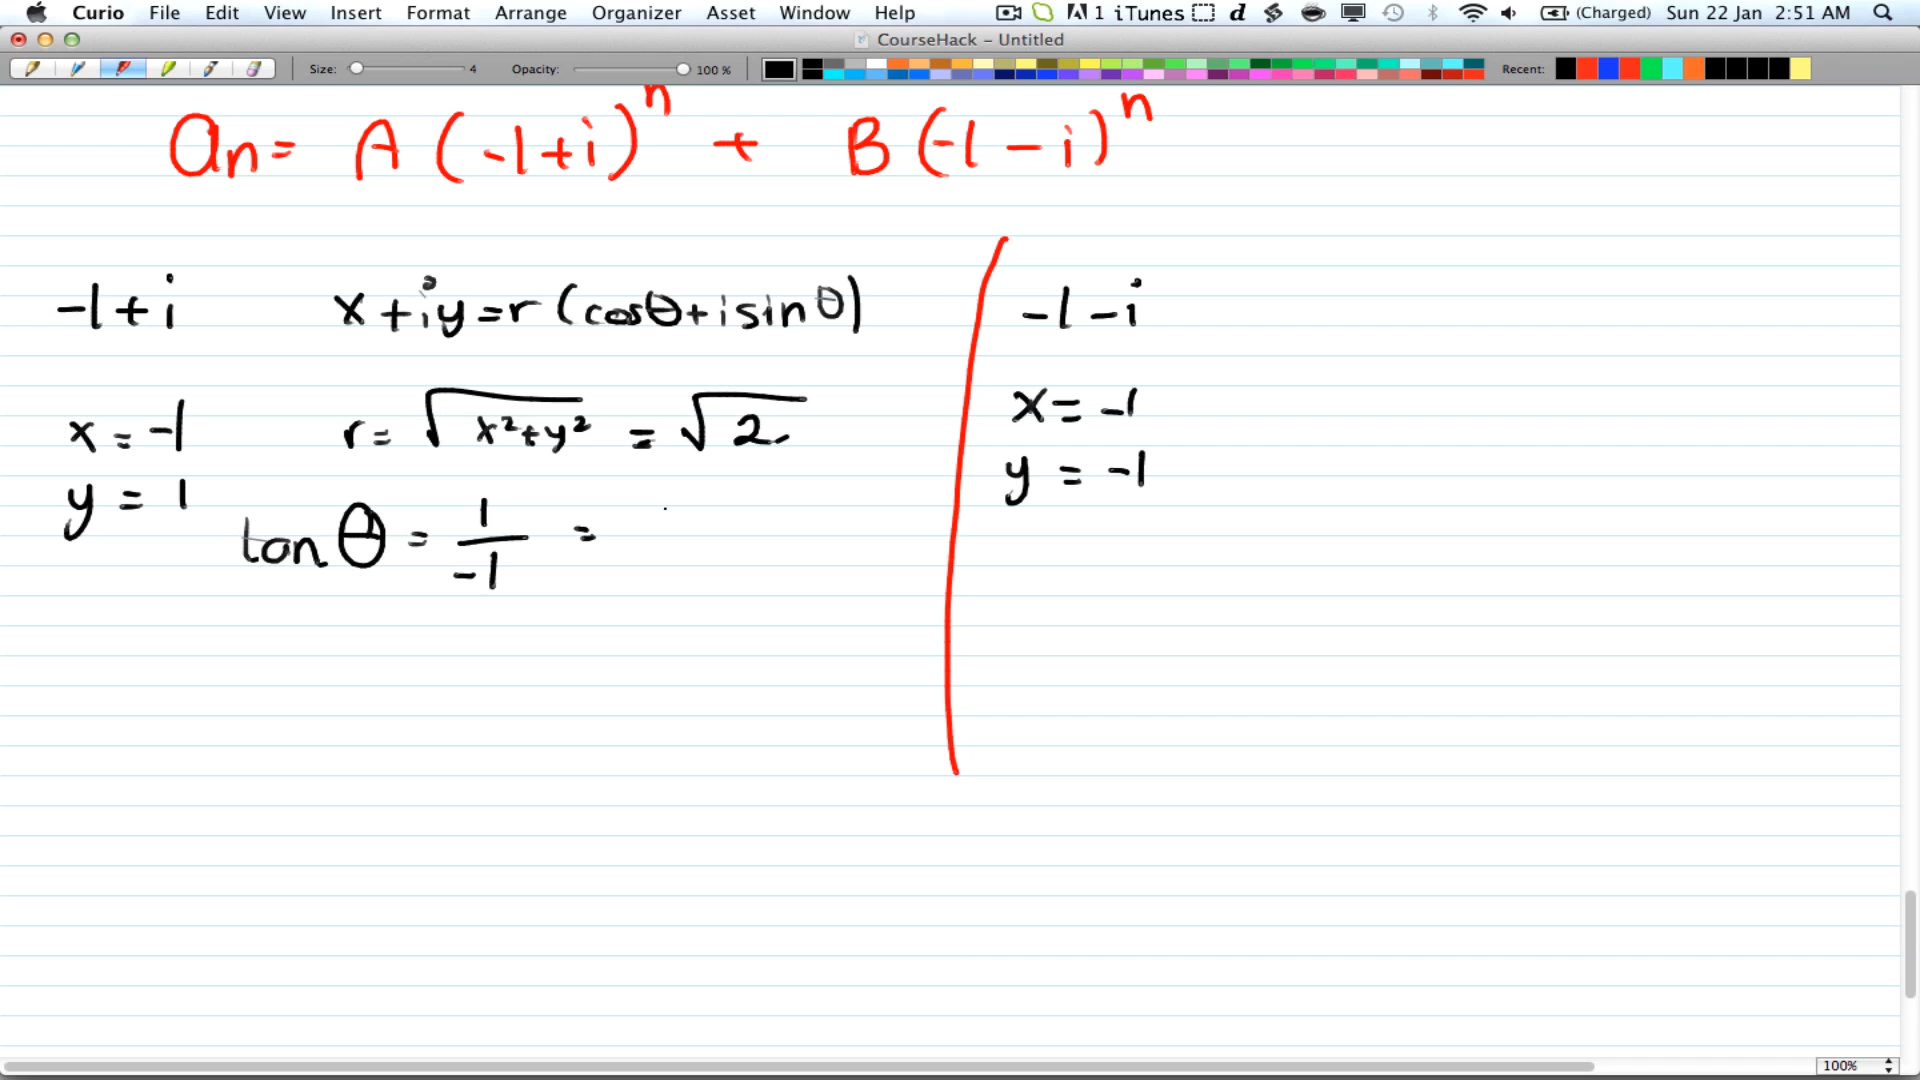 Curio File Edit View Insert Format Arrange Organizer Asset Window Help 1 iTunes d (Charged) Sun 22 Jan 2:51 AM
CourseHack – Untitled
Size: 4 Opacity: 100 % Recent:
an = A (-1+i)^n + B (-1-i)^n
-1+i x+iy=r(cosθ+isinθ)
x = -1 r = √x²+y² = √2
y = 1 tanθ = 1/-1 =
-1-i
x = -1
y = -1
100%